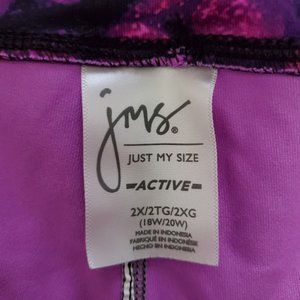 jms®
JUST MY SIZE
ACTIVE
2X/2TG/2XG
(18W/20W)
MADE IN INDONESIA
FABRIQUÉ EN INDONÉSIE
HECHO EN INDONESIA